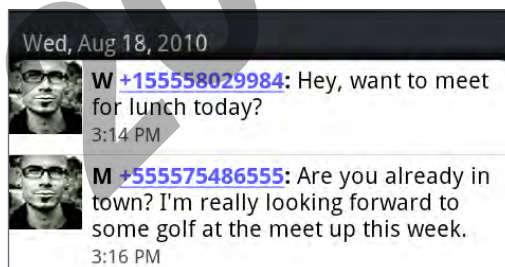 Wed, Aug 18, 2010
W +155558029984: Hey, want to meet
for lunch today?
3:14 PM
M +555575486555: Are you already in
town? I'm really looking forward to
some golf at the meet up this week.
3:16 PM